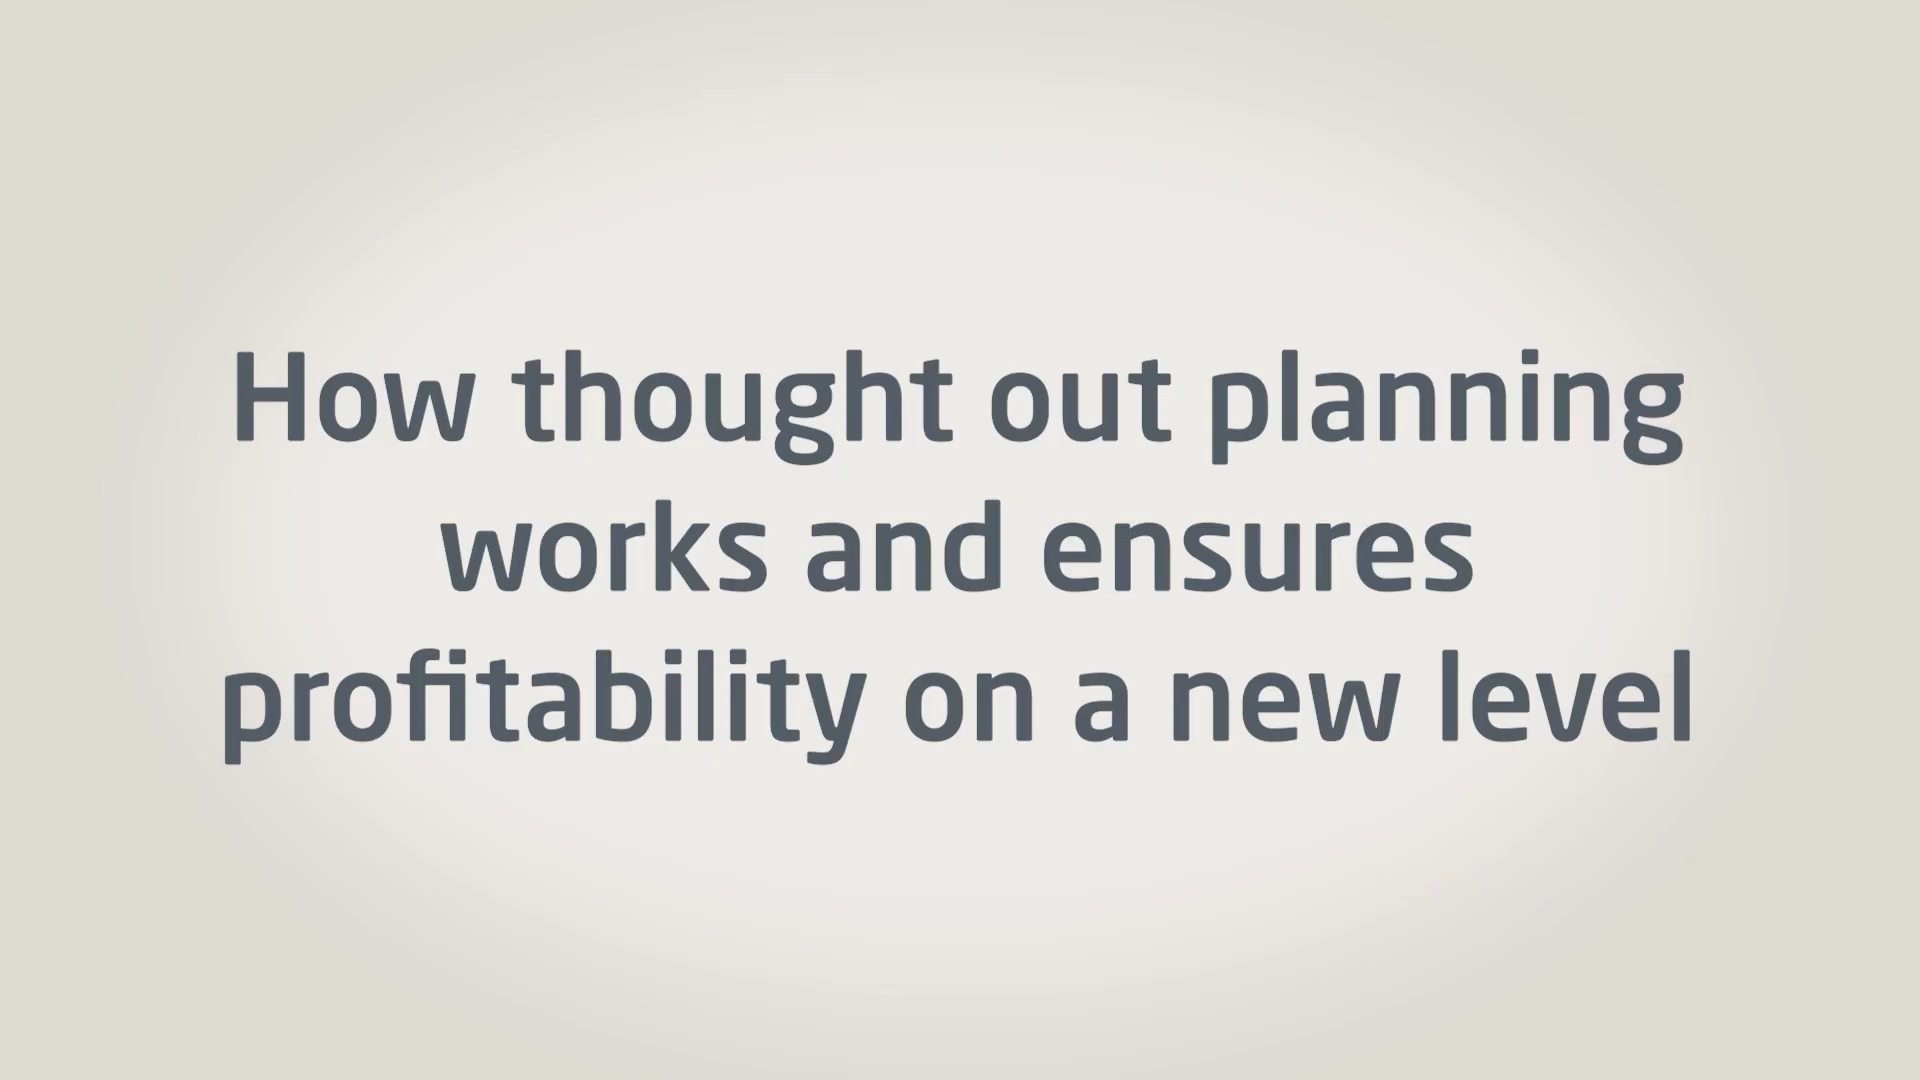 How thought out planning
works and ensures
profitability on a new level